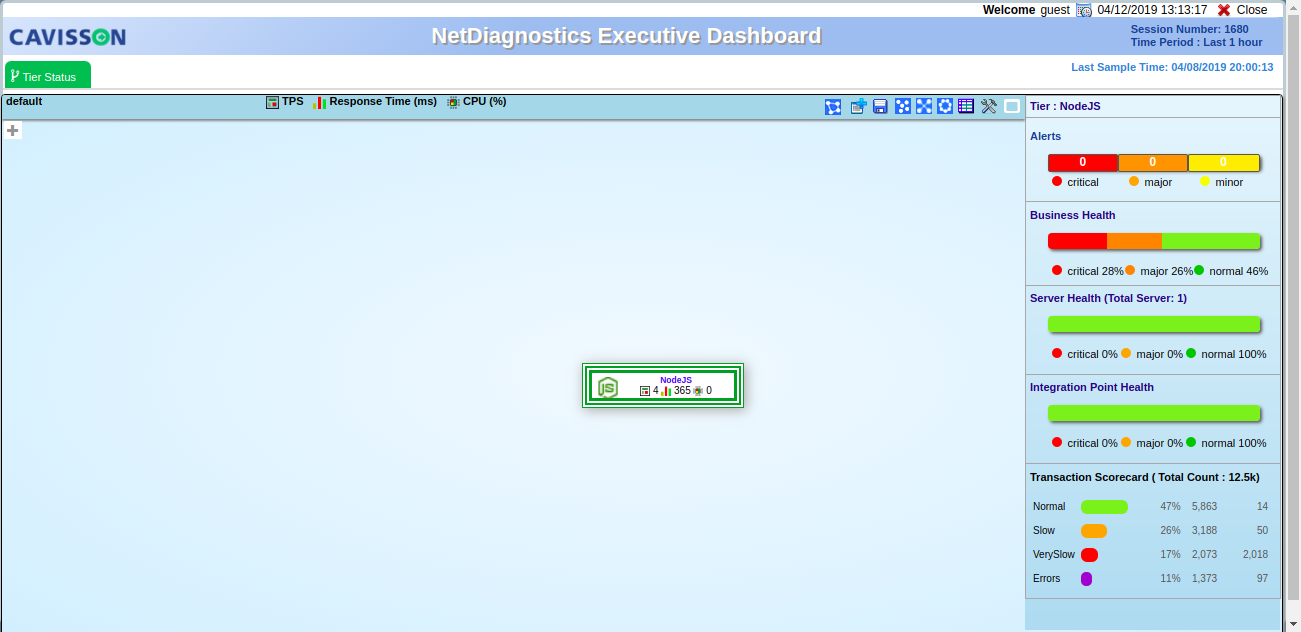 Welcome guest 04/12/2019 13:13:17 Close
CAVISSON
NetDiagnostics Executive Dashboard
Session Number: 1680
Time Period : Last 1 hour
Tier Status
Last Sample Time: 04/08/2019 20:00:13
default
TPS Response Time (ms) CPU (%)
Tier : NodeJS
Alerts
0 0 0
critical major minor
Business Health
critical 28% major 26% normal 46%
Server Health (Total Server: 1)
critical 0% major 0% normal 100%
NodeJS
JS
4 365 0
Integration Point Health
critical 0% major 0% normal 100%
Transaction Scorecard ( Total Count : 12.5k)
Normal 47% 5,863 14
Slow 26% 3,188 50
VerySlow 17% 2,073 2,018
Errors 11% 1,373 97